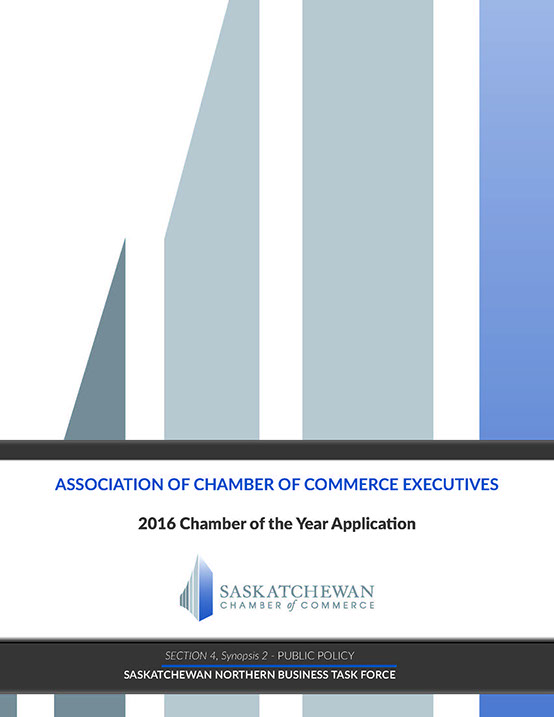 ASSOCIATION OF CHAMBER OF COMMERCE EXECUTIVES
2016 Chamber of the Year Application
SASKATCHEWAN
CHAMBER of COMMERCE
SECTION 4, Synopsis 2 - PUBLIC POLICY
SASKATCHEWAN NORTHERN BUSINESS TASK FORCE